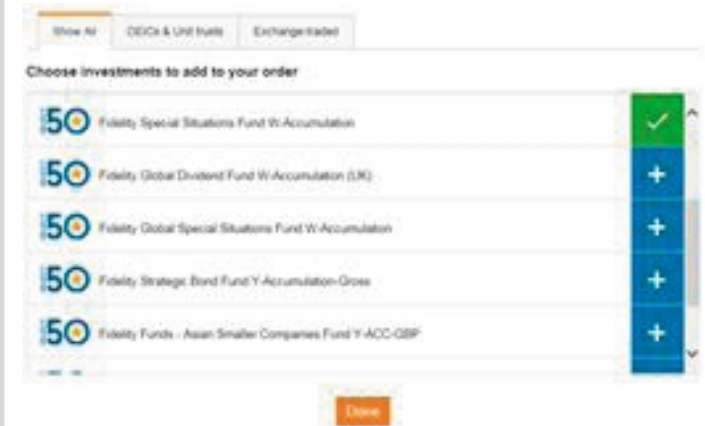 Show All
OEICs & Unit trusts
Exchange-traded
Choose investments to add to your order
50 Fidelity Special Situations Fund W-Accumulation
50 Fidelity Global Dividend Fund W-Accumulation (UK)
50 Fidelity Global Special Situations Fund W-Accumulation
50 Fidelity Strategic Bond Fund Y-Accumulation-Gross
50 Fidelity Funds - Asian Smaller Companies Fund Y-ACC-GBP
Done